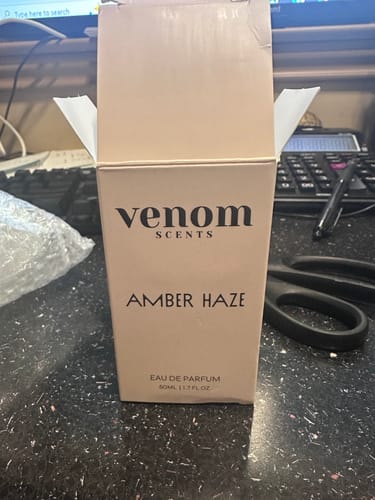 Type here to search
venom
SCENTS
AMBER HAZE
EAU DE PARFUM
50ML | 1.7 FL.OZ.